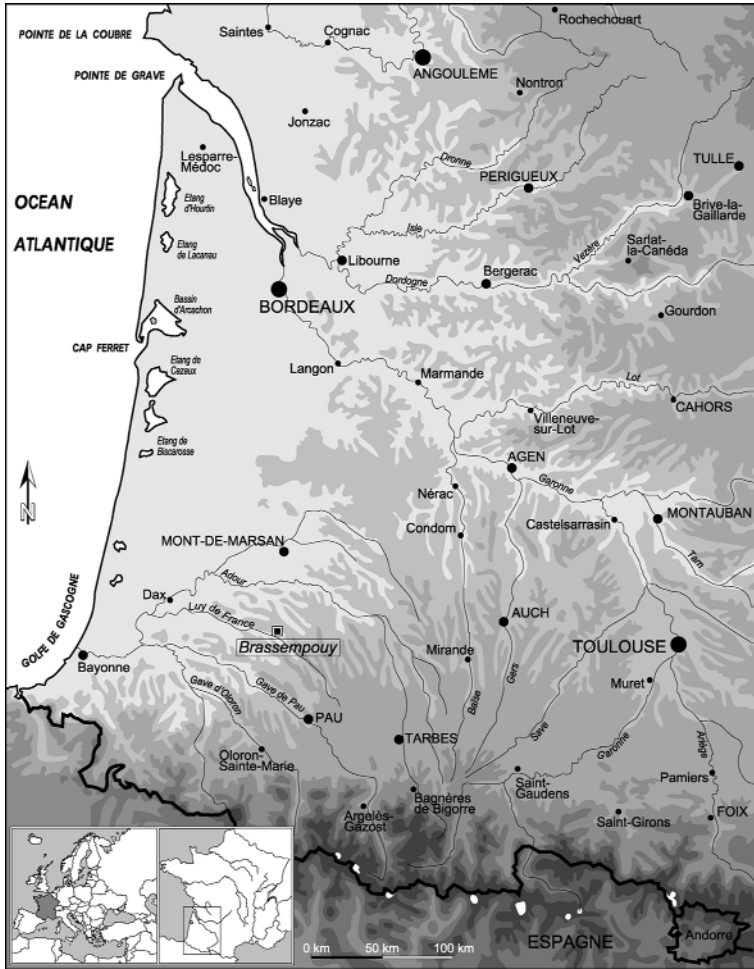 Rochechouart
Saintes
Cognac
POINTE DE LA COUBRE
ANGOULEME
POINTE DE GRAVE
Nontron
Jonzac
Lesparre-
Médoc
Dronne
TULLE
PERIGUEUX
OCEAN
ATLANTIQUE
Etang
d'Hourtin
Blaye
Brive-la-
Gaillarde
Isle
Etang
de Lacanau
Libourne
Vezère
Sarlat-
la-Canéda
Dordogne
Bergerac
Bassin
d'Arcachon
BORDEAUX
Gourdon
CAP FERRET
Etang de
Cazaux
Langon
Marmande
Lot
CAHORS
Villeneuve-
sur-Lot
Etang de
Biscarosse
AGEN
Garonne
N
Nérac
Condom
Castelsarrasin
MONTAUBAN
MONT-DE-MARSAN
Tarn
Adour
Dax
Luy de France
AUCH
GOLFE DE GASCOGNE
Brassempouy
Mirande
Gers
TOULOUSE
Bayonne
Baïse
Muret
Gave d'Oloron
Gave de Pau
PAU
TARBES
Save
Garonne
Ariège
Oloron-
Sainte-Marie
Saint-
Gaudens
Pamiers
Bagnères
de Bigorre
Argelès-
Gazost
Saint-Girons
FOIX
0 km
50 km
100 km
ESPAGNE
Andorre